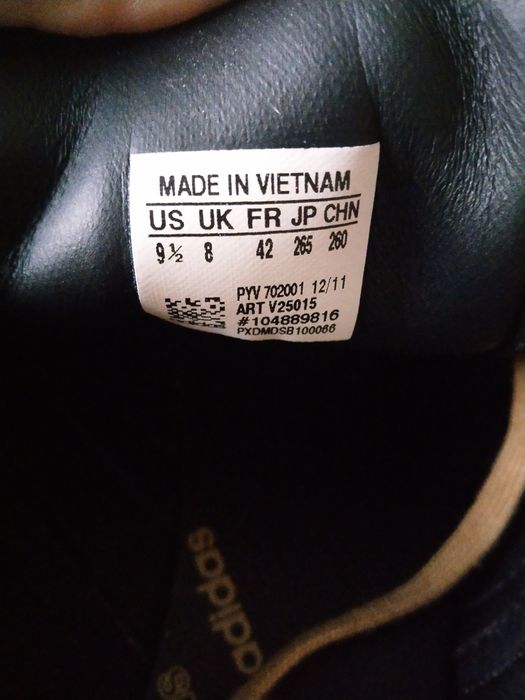 MADE IN VIETNAM
US UK FR JP CHN
9½ 8 42 265 260
PYV 702001 12/11
ART V25015
#104889816
PXDMDSB100066
adidas